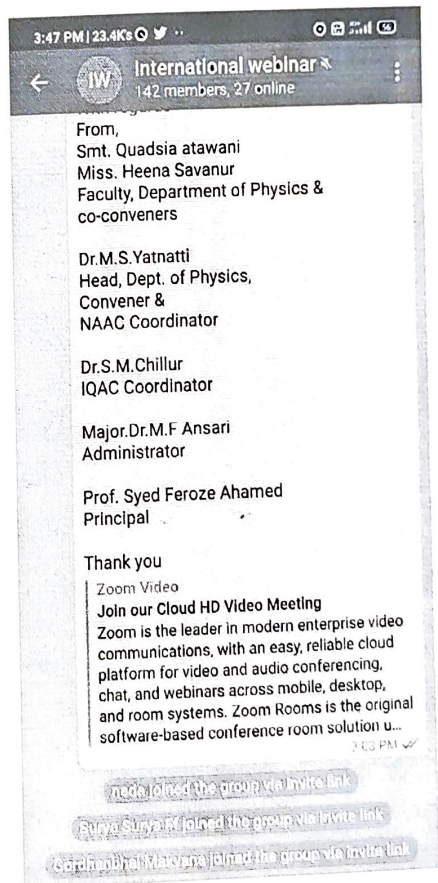 3:47 PM | 23.4K/s
IW
International webinar
142 members, 27 online
From,
Smt. Quadsia atawani
Miss. Heena Savanur
Faculty, Department of Physics &
co-conveners
Dr.M.S.Yatnatti
Head, Dept. of Physics,
Convener &
NAAC Coordinator
Dr.S.M.Chillur
IQAC Coordinator
Major.Dr.M.F Ansari
Administrator
Prof. Syed Feroze Ahamed
Principal
Thank you
Zoom Video
Join our Cloud HD Video Meeting
Zoom is the leader in modern enterprise video
communications, with an easy, reliable cloud
platform for video and audio conferencing,
chat, and webinars across mobile, desktop,
and room systems. Zoom Rooms is the original
software-based conference room solution u...
3:03 PM
neda joined the group via invite link
Surya Surya M joined the group via invite link
Gordhanbhai Makvana joined the group via invite link